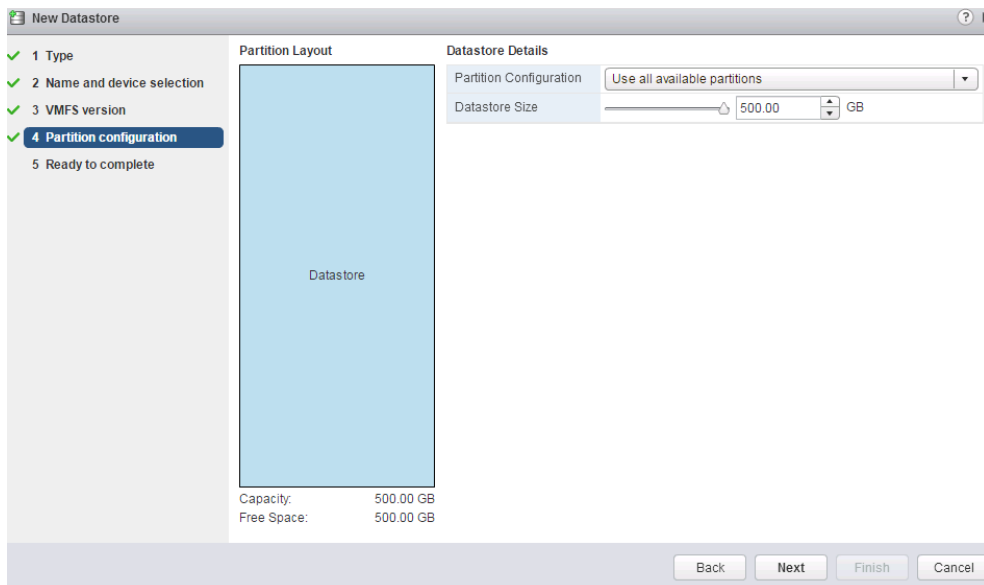 New Datastore
?
1 Type
2 Name and device selection
3 VMFS version
4 Partition configuration
5 Ready to complete
Partition Layout
Datastore
Capacity: 500.00 GB
Free Space: 500.00 GB
Datastore Details
Partition Configuration Use all available partitions
Datastore Size 500.00 GB
Back Next Finish Cancel